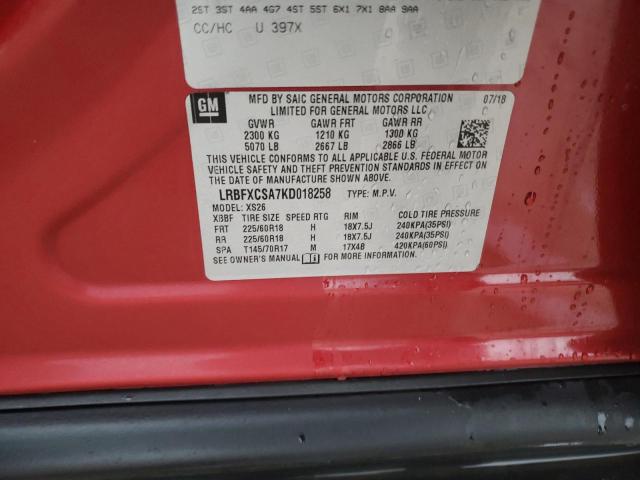 2ST 3ST 4AA 4G7 4ST 5ST 6X1 7X1 8AA 9AA
CC/HC U 397X
GM
MFD BY SAIC GENERAL MOTORS CORPORATION 07/18
LIMITED FOR GENERAL MOTORS LLC
GVWR GAWR FRT GAWR RR
2300 KG 1210 KG 1300 KG
5070 LB 2667 LB 2866 LB
THIS VEHICLE CONFORMS TO ALL APPLICABLE U.S. FEDERAL MOTOR
VEHICLE SAFETY, BUMPER, AND THEFT PREVENTION STANDARDS IN
EFFECT ON THE DATE OF MANUFACTURE SHOWN ABOVE.
LRBFXCSA7KD018258 TYPE: M.P.V.
MODEL: XS26
XBBF TIRE SIZE SPEED RTG RIM COLD TIRE PRESSURE
FRT 225/60R18 H 18X7.5J 240KPA(35PSI)
RR 225/60R18 H 18X7.5J 240KPA(35PSI)
SPA T145/70R17 M 17X4B 420KPA(60PSI)
SEE OWNER'S MANUAL FOR MORE INFORMATION.